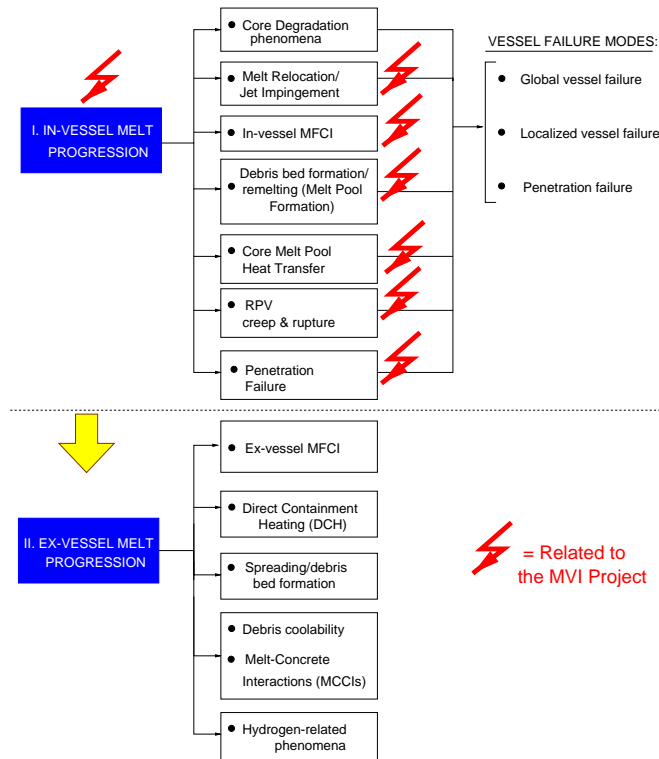 Core Degradation
phenomena
VESSEL FAILURE MODES:
Global vessel failure
Localized vessel failure
Penetration failure
Melt Relocation/
Jet Impingement
I. IN-VESSEL MELT
PROGRESSION
In-vessel MFCI
Debris bed formation/
remelting (Melt Pool
Formation)
Core Melt Pool
Heat Transfer
RPV
creep & rupture
Penetration
Failure
Ex-vessel MFCI
Direct Containment
Heating (DCH)
II. EX-VESSEL MELT
PROGRESSION
Spreading/debris
bed formation
Debris coolability
Melt-Concrete
Interactions (MCCIs)
Hydrogen-related
phenomena
= Related to
the MVI Project